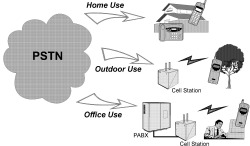 Home Use
PSTN
Outdoor Use
Cell Station
Office Use
PABX
Cell Station